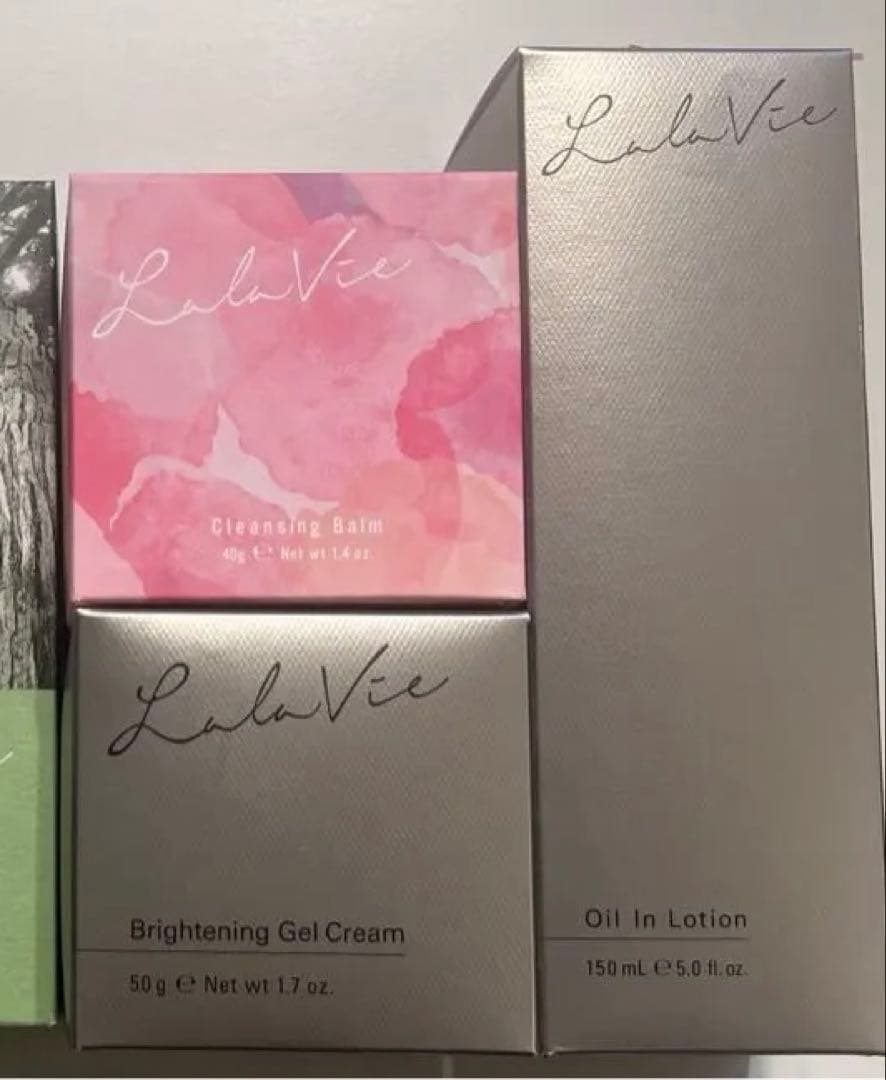 LalaVie
Cleansing Balm
40g ℮ Net wt 1.4 oz.
LalaVie
Brightening Gel Cream
50g ℮ Net wt 1.7 oz.
LalaVie
Oil In Lotion
150 mL ℮ 5.0 fl. oz.